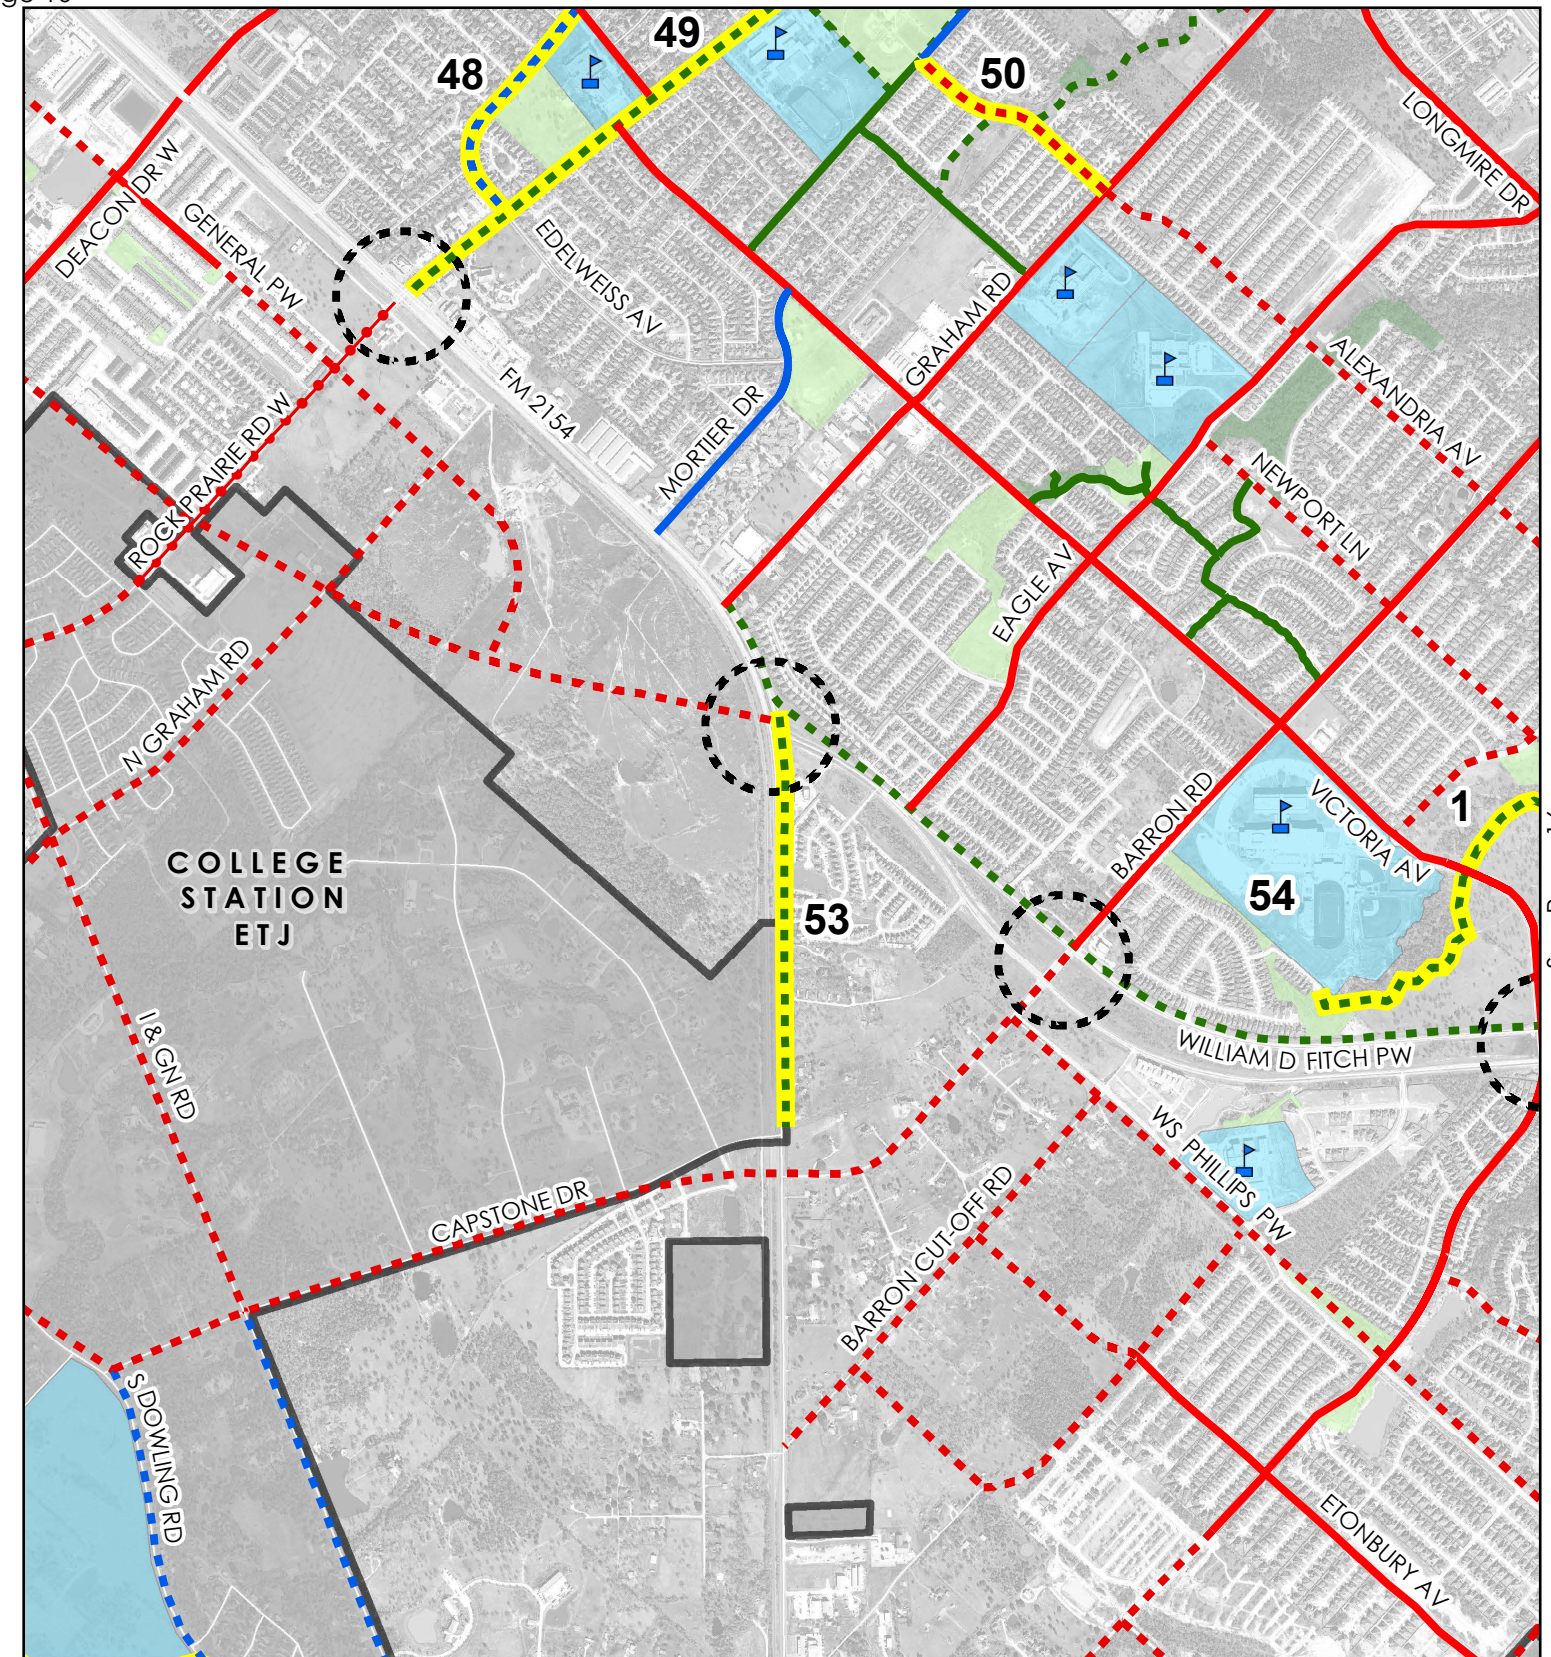 49
48
50
LONGMIRE DR
DEACON DR W
GENERAL PW
EDELWEISS AV
GRAHAM RD
ALEXANDRIA AV
FM 2154
MORTIER DR
ROCK PRAIRIE RD W
NEWPORT LN
EAGLE AV
N GRAHAM RD
BARRON RD
VICTORIA AV
1
COLLEGE
STATION
ETJ
54
53
I & GN RD
WILLIAM D FITCH PW
WS PHILLIPS PW
CAPSTONE DR
BARRON CUT-OFF RD
S DOWLING RD
ETONBURY AV